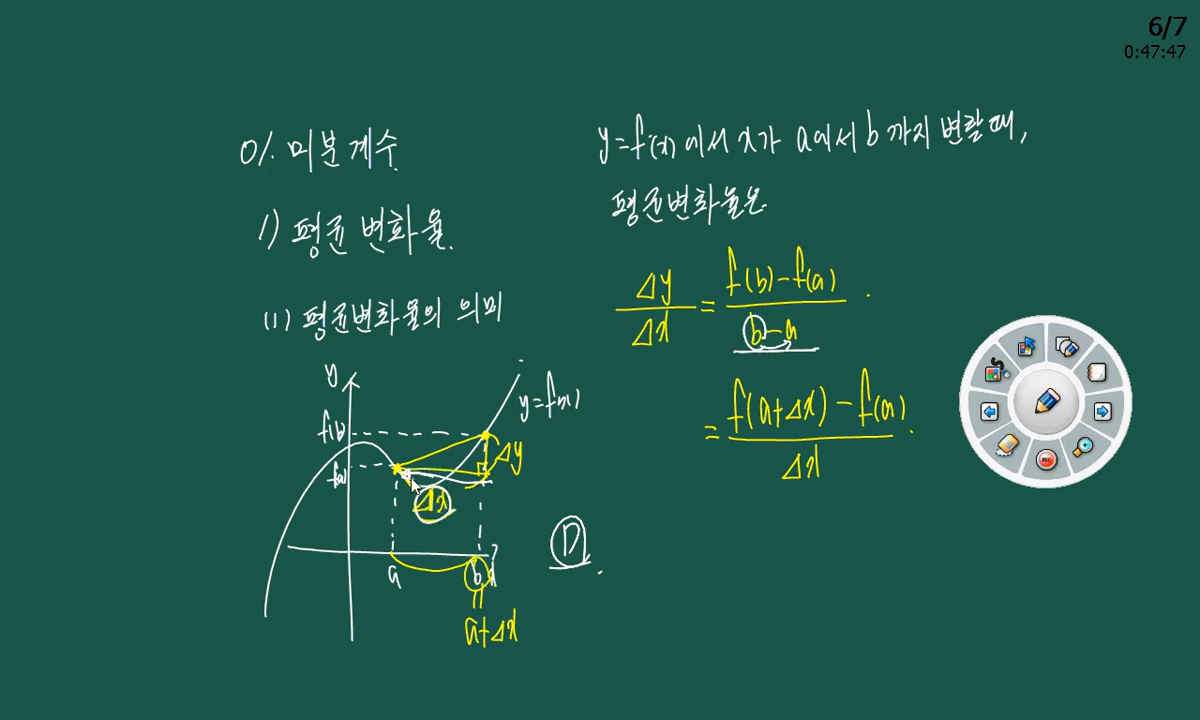 6/7
0:47:47
01. 미분계수
1) 평균변화율.
(1) 평균변화율의 의미
y
f(b)
f(a)
y=f(x)
Δy
Δx
a
b
x
a+Δx
D
y=f(x)에서 x가 a에서 b까지 변할때,
평균변화율은
Δy/Δx = f(b)-f(a)/b-a .
= f(a+Δx)-f(a)/Δx .